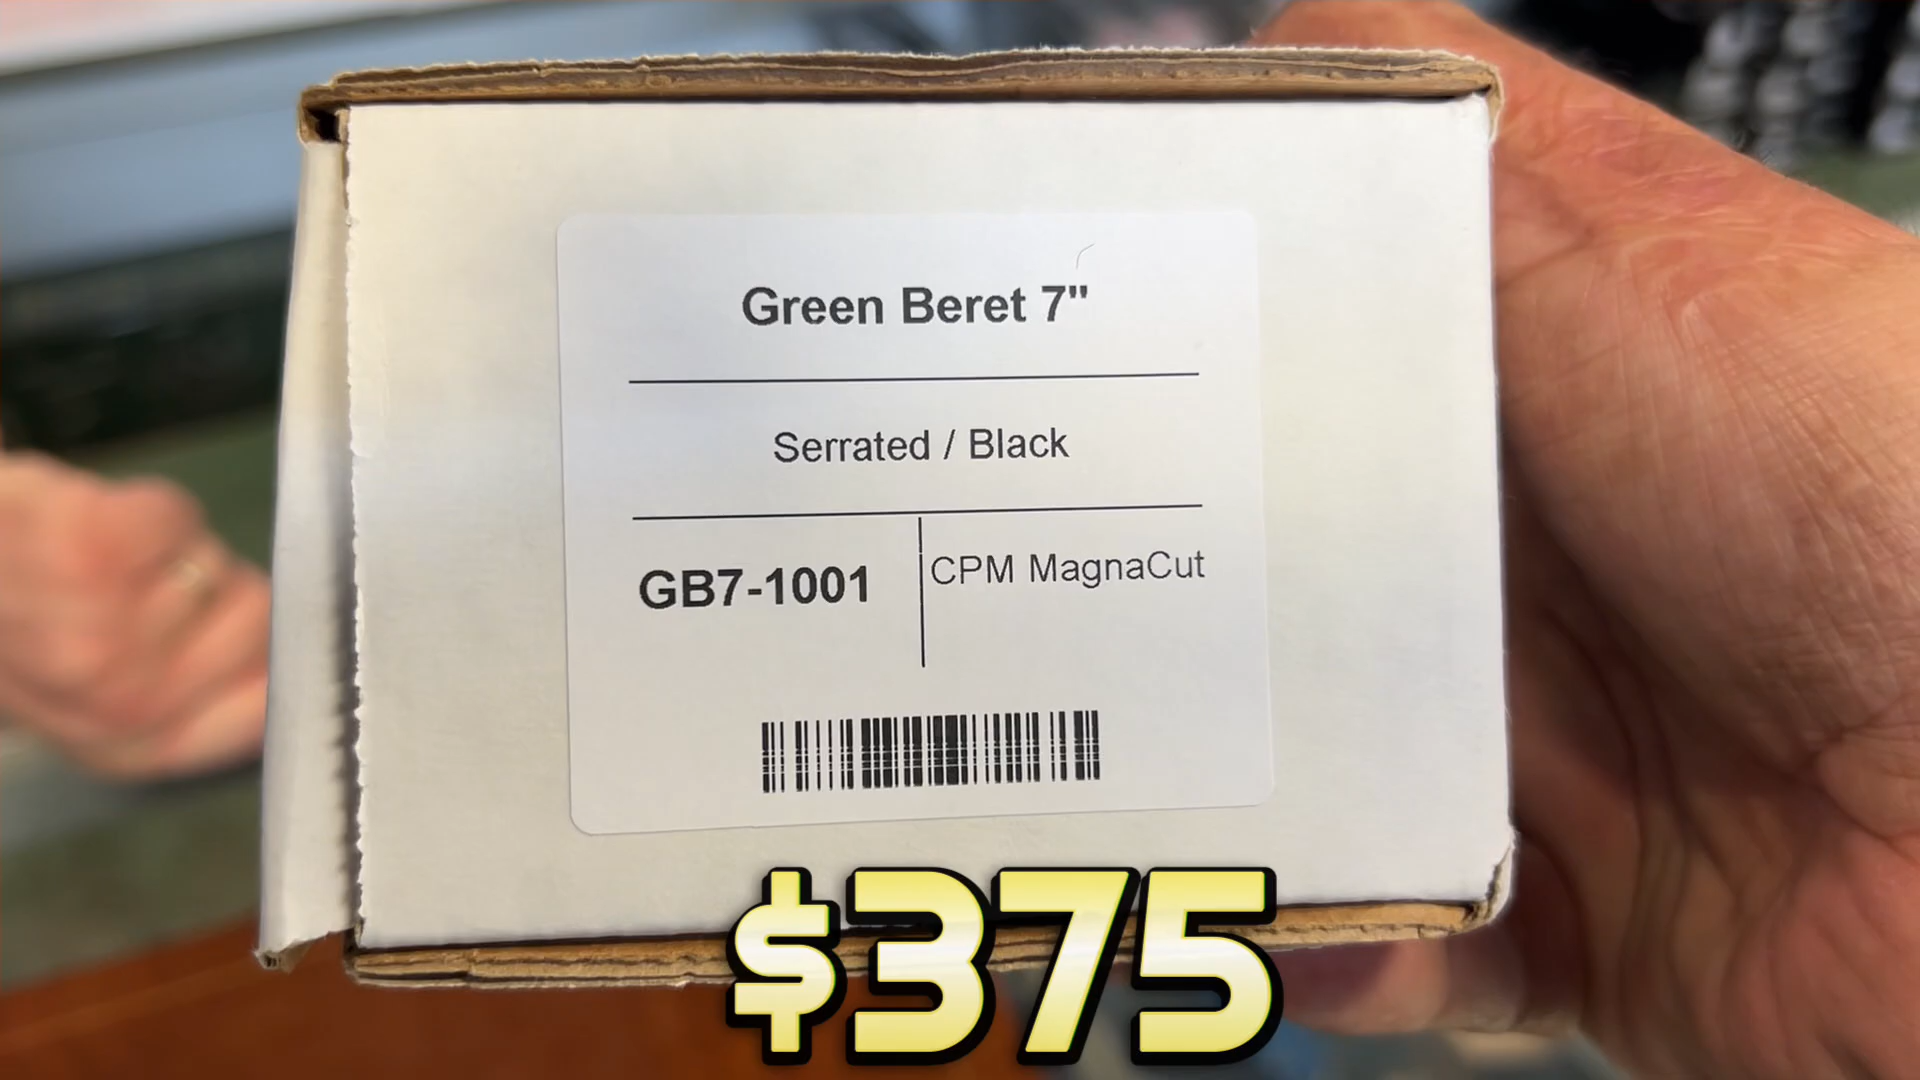 Green Beret 7"
Serrated / Black
GB7-1001
CPM MagnaCut
$375